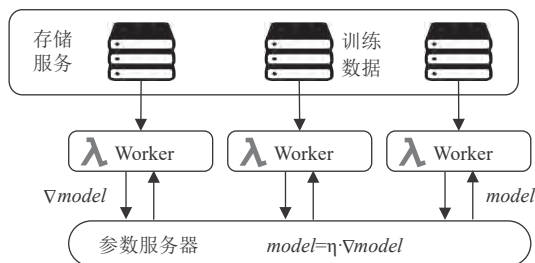 存储
服务
训练
数据
λ Worker
λ Worker
λ Worker
∇model
model
参数服务器
model=η·∇model